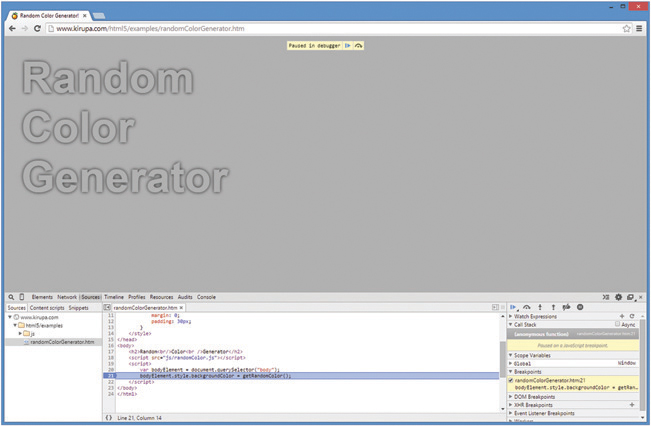 Random Color Generator!
www.kirupa.com/html5/examples/randomColorGenerator.htm
Paused in debugger
Random
Color
Generator
Elements Network Sources Timeline Profiles Resources Audits Console
Sources Content scripts Snippets
randomColorGenerator.htm
www.kirupa.com
html5/examples
js
randomColorGenerator.htm
11 margin: 0;
12 padding: 30px;
13 }
14 </style>
15 </head>
16 <body>
17 <h2>Random<br/>Color<br />Generator</h2>
18 <script src="js/randomColor.js"></script>
19 <script>
20 var bodyElement = document.querySelector("body");
21 bodyElement.style.backgroundColor = getRandomColor();
22 </script>
23 </body>
24 </html>
{} Line 21, Column 14
Watch Expressions
Call Stack Async
(anonymous function)
Paused on a JavaScript breakpoint.
Scope Variables
Global Window
Breakpoints
randomColorGenerator.htm:21
bodyElement.style.backgroundColor = getRan...
DOM Breakpoints
XHR Breakpoints
Event Listener Breakpoints